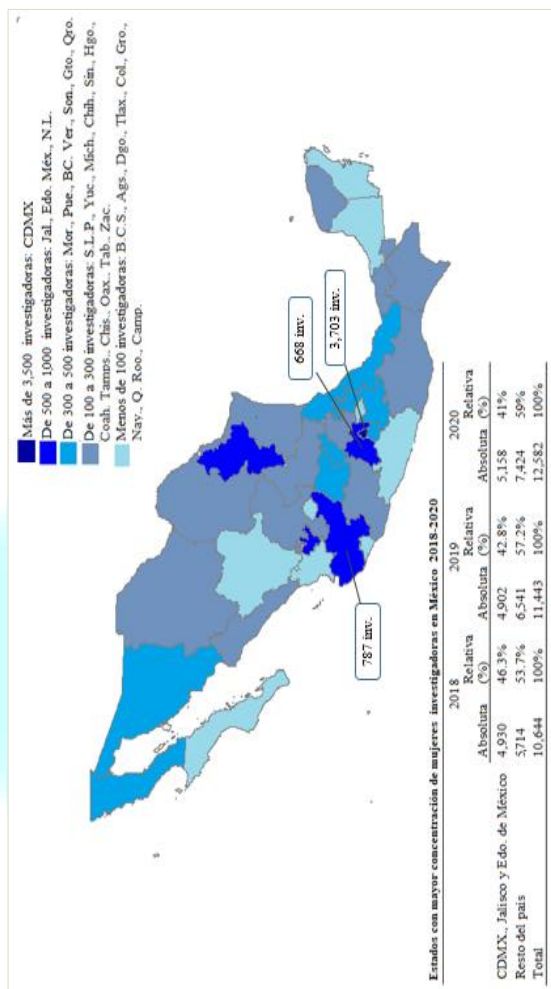 Más de 3,500 investigadoras: CDMX
De 500 a 1000 investigadoras: Jal., Edo. Méx., N.L.
De 300 a 500 investigadoras: Mor., Pue., BC. Ver., Son., Gto., Qro.
De 100 a 300 investigadoras: S.L.P., Yuc., Mich., Chih., Sin., Hgo.,
Coah., Tamps., Chis., Oax., Tab., Zac.
Menos de 100 investigadoras: B.C.S., Ags., Dgo., Tlax., Col., Gro.,
Nay., Q. Roo., Camp.
668 inv.
3,703 inv.
787 inv.
Estados con mayor concentración de mujeres investigadoras en México 2018-2020
2018 2019 2020
Absoluta Relativa (%) Absoluta Relativa (%) Absoluta Relativa (%)
CDMX., Jalisco y Edo. de México 4,930 46.3% 4,902 42.8% 5,158 41%
Resto del país 5,714 53.7% 6,541 57.2% 7,424 59%
Total 10,644 100% 11,443 100% 12,582 100%